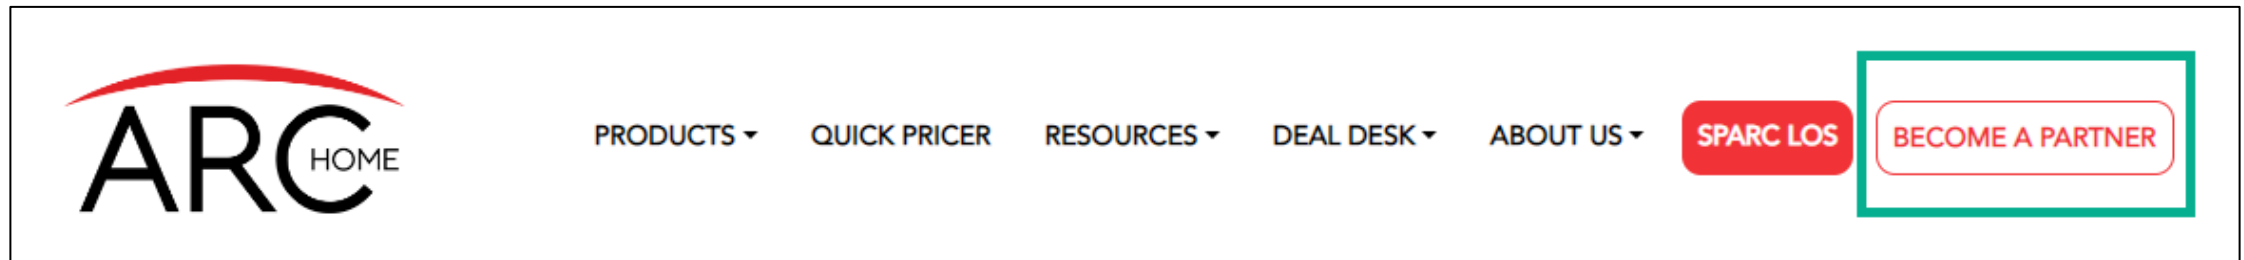 ARC HOME
PRODUCTS QUICK PRICER RESOURCES DEAL DESK ABOUT US SPARC LOS BECOME A PARTNER